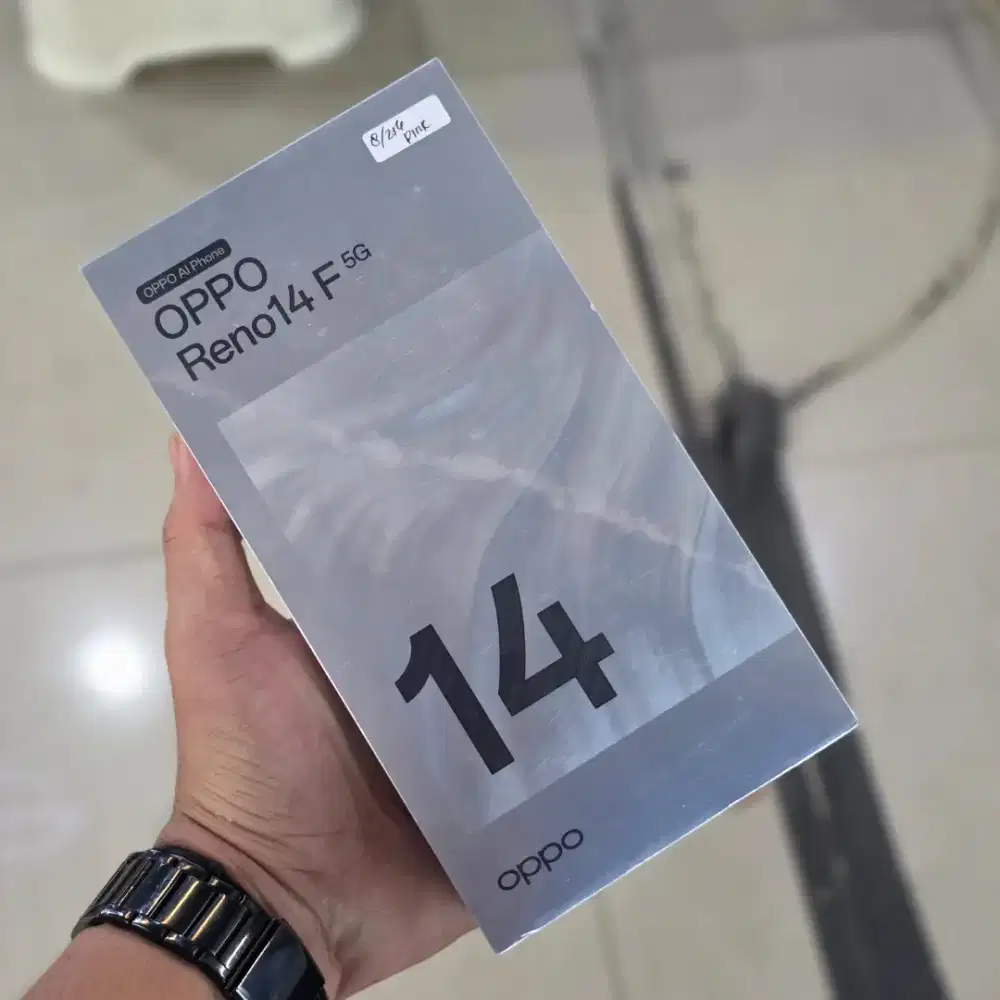 8/256
Pink
OPPO AI Phone
OPPO
Reno14 F 5G
14
oppo